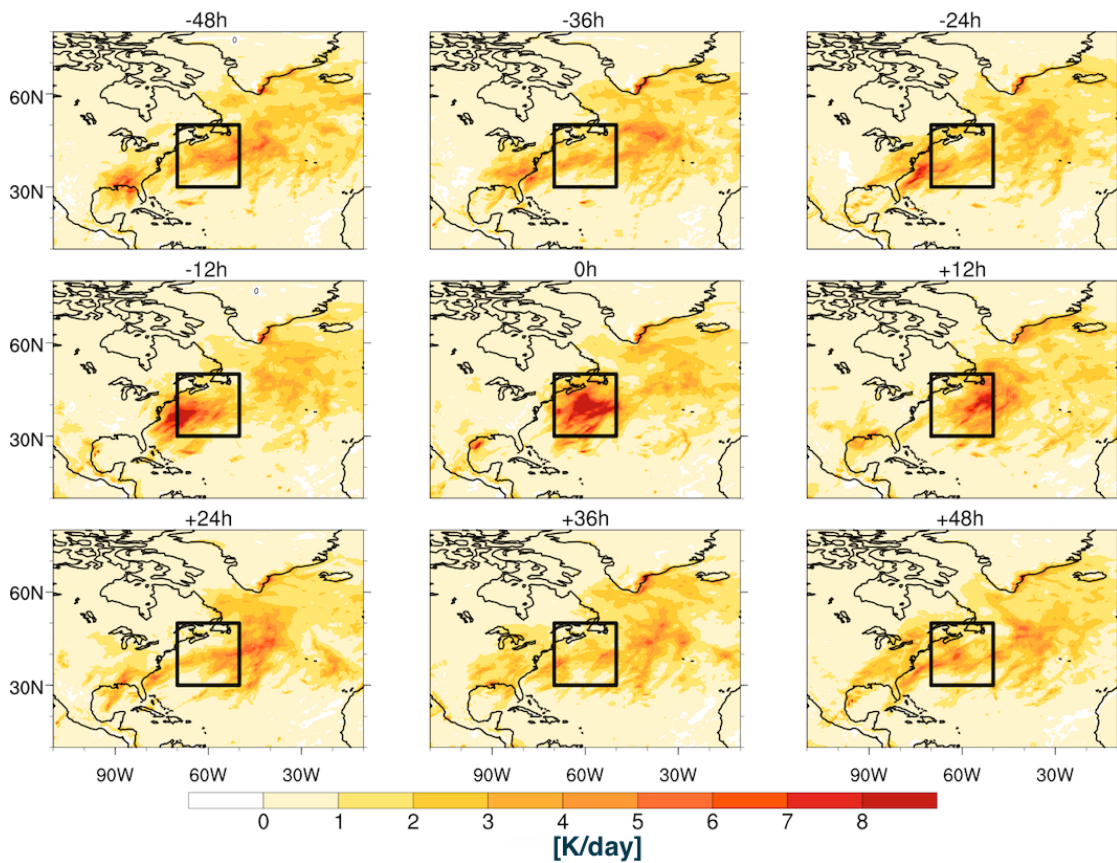 -48h -36h -24h
60N
30N
-12h 0h +12h
60N
30N
+24h +36h +48h
60N
30N
90W 60W 30W 90W 60W 30W 90W 60W 30W
0 1 2 3 4 5 6 7 8
[K/day]